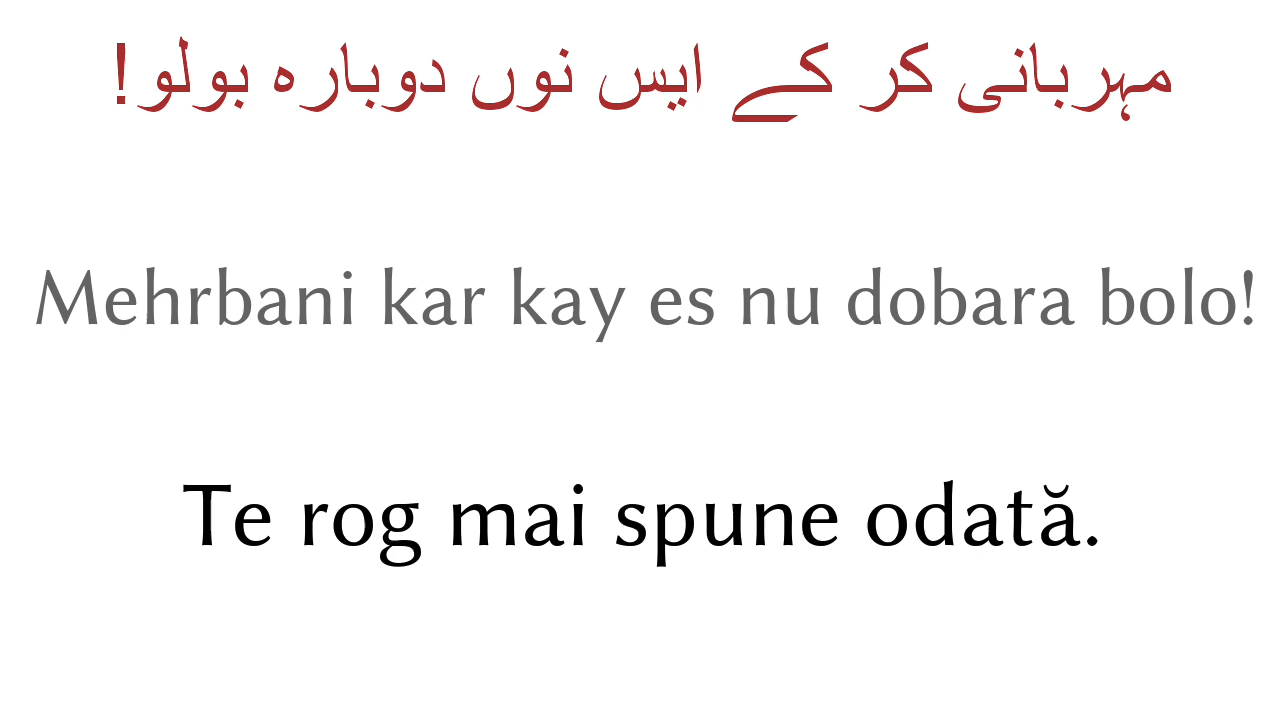 مہربانی کر کے ایس نوں دوبارہ بولو!
Mehrbani kar kay es nu dobara bolo!
Te rog mai spune odată.